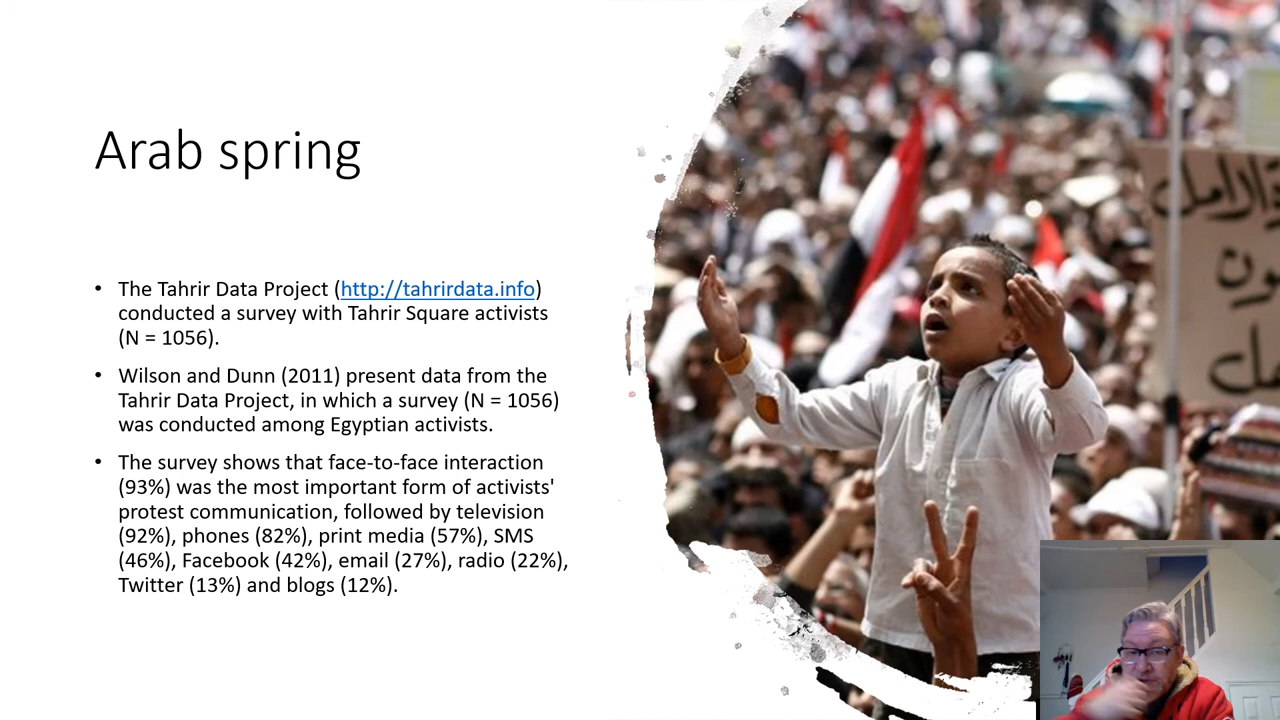 Arab spring
• The Tahrir Data Project (http://tahrirdata.info)
conducted a survey with Tahrir Square activists
(N = 1056).
• Wilson and Dunn (2011) present data from the
Tahrir Data Project, in which a survey (N = 1056)
was conducted among Egyptian activists.
• The survey shows that face-to-face interaction
(93%) was the most important form of activists'
protest communication, followed by television
(92%), phones (82%), print media (57%), SMS
(46%), Facebook (42%), email (27%), radio (22%),
Twitter (13%) and blogs (12%).